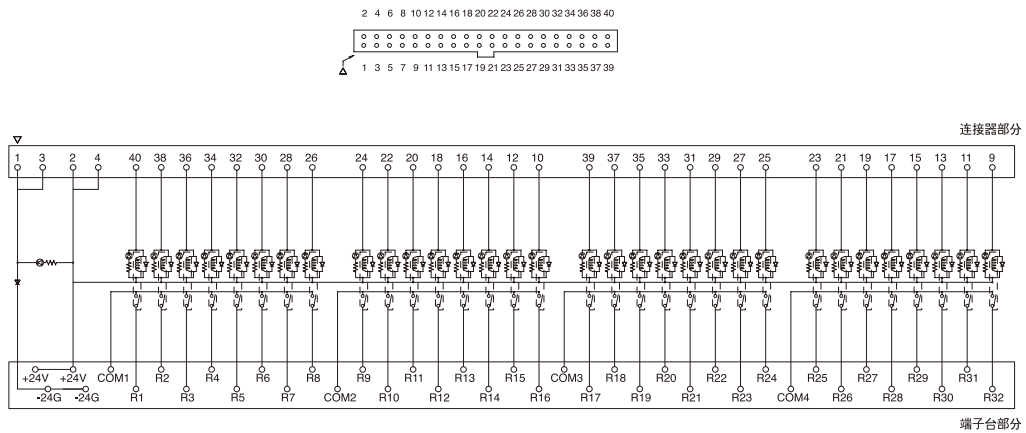 2 4 6 8 10 12 14 16 18 20 22 24 26 28 30 32 34 36 38 40
1 3 5 7 9 11 13 15 17 19 21 23 25 27 29 31 33 35 37 39
连接器部分
1 3 2 4 40 38 36 34 32 30 28 26 24 22 20 18 16 14 12 10 39 37 35 33 31 29 27 25 23 21 19 17 15 13 11 9
+24V +24V COM1 R2 R4 R6 R8 R9 R11 R13 R15 COM3 R18 R20 R22 R24 R25 R27 R29 R31
-24G -24G R1 R3 R5 R7 COM2 R10 R12 R14 R16 R17 R19 R21 R23 COM4 R26 R28 R30 R32
端子台部分